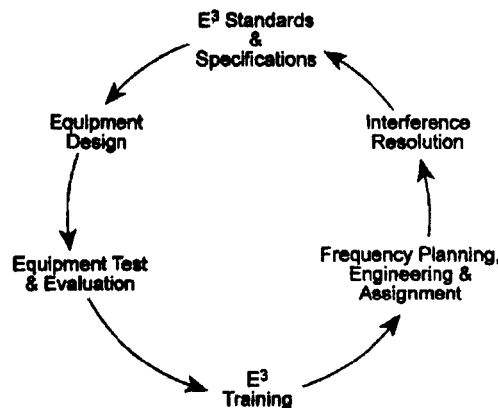 E³ Standards
&
Specifications
Equipment
Design
Interference
Resolution
Equipment Test
& Evaluation
Frequency Planning,
Engineering &
Assignment
E³
Training